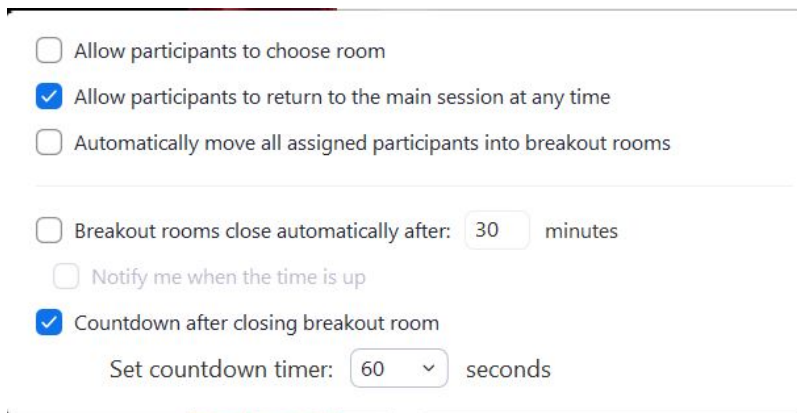 Allow participants to choose room
Allow participants to return to the main session at any time
Automatically move all assigned participants into breakout rooms
Breakout rooms close automatically after: 30 minutes
Notify me when the time is up
Countdown after closing breakout room
Set countdown timer: 60 seconds